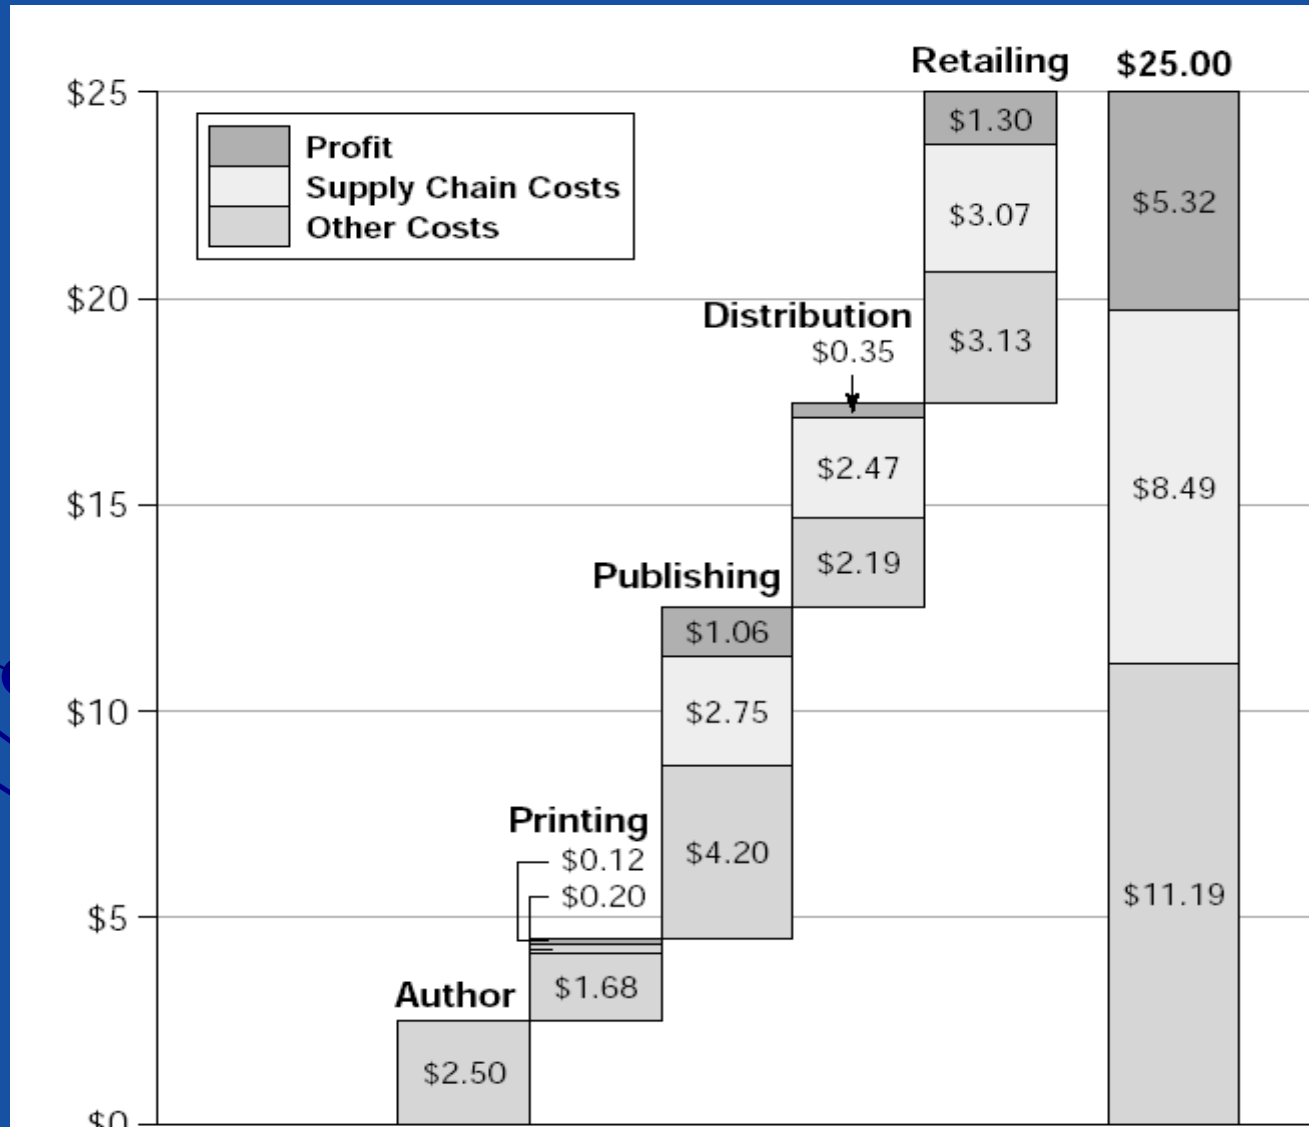 Retailing
$25.00
$25
$1.30
Profit
Supply Chain Costs
Other Costs
$3.07
$5.32
$20
Distribution
$0.35
$3.13
$2.47
$8.49
$15
$2.19
Publishing
$1.06
$2.75
$10
Printing
$0.12
$0.20
$4.20
$11.19
$5
Author
$1.68
$2.50
$0